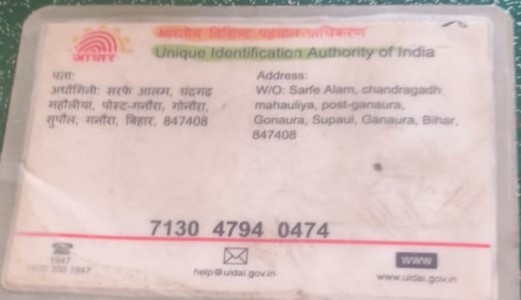 आधार
भारतीय विशिष्ट पहचान प्राधिकरण
Unique Identification Authority of India
पता:
अर्धांगिनी: सरफे आलम, चंद्रगढ
महौलीया, पोस्ट-गनौरा, गोनौरा,
सुपौल, गनौरा, बिहार, 847408
Address:
W/O: Sarfe Alam, chandragadh
mahauliya, post-ganaura,
Gonaura, Supaul, Ganaura, Bihar,
847408
7130 4794 0474
1947
1800 300 1947
help@uidai.gov.in
www
www.uidai.gov.in